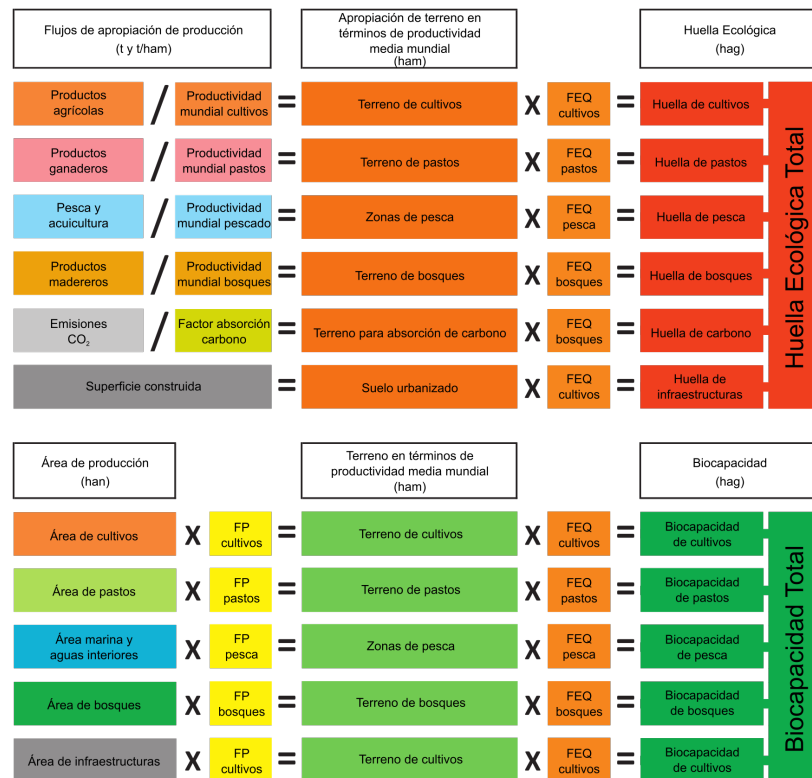 Flujos de apropiación de producción
(t y t/ham)
Apropiación de terreno en
términos de productividad
media mundial
(ham)
Huella Ecológica
(hag)
Productos
agrícolas
/
Productividad
mundial cultivos
=
Terreno de cultivos
X
FEQ
cultivos
=
Huella de cultivos
Productos
ganaderos
/
Productividad
mundial pastos
=
Terreno de pastos
X
FEQ
pastos
=
Huella de pastos
Pesca y
acuicultura
/
Productividad
mundial pescado
=
Zonas de pesca
X
FEQ
pesca
=
Huella de pesca
Productos
madereros
/
Productividad
mundial bosques
=
Terreno de bosques
X
FEQ
bosques
=
Huella de bosques
Emisiones
CO₂
/
Factor absorción
carbono
=
Terreno para absorción de carbono
X
FEQ
bosques
=
Huella de carbono
Superficie construida
=
Suelo urbanizado
X
FEQ
cultivos
=
Huella de
infraestructuras
Huella Ecológica Total
Área de producción
(han)
Terreno en términos de
productividad media mundial
(ham)
Biocapacidad
(hag)
Área de cultivos
X
FP
cultivos
=
Terreno de cultivos
X
FEQ
cultivos
=
Biocapacidad
de cultivos
Área de pastos
X
FP
pastos
=
Terreno de pastos
X
FEQ
pastos
=
Biocapacidad
de pastos
Área marina y
aguas interiores
X
FP
pesca
=
Zonas de pesca
X
FEQ
pesca
=
Biocapacidad
de pesca
Área de bosques
X
FP
bosques
=
Terreno de bosques
X
FEQ
bosques
=
Biocapacidad
de bosques
Área de infraestructuras
X
FP
cultivos
=
Terreno de cultivos
X
FEQ
cultivos
=
Biocapacidad
de cultivos
Biocapacidad Total